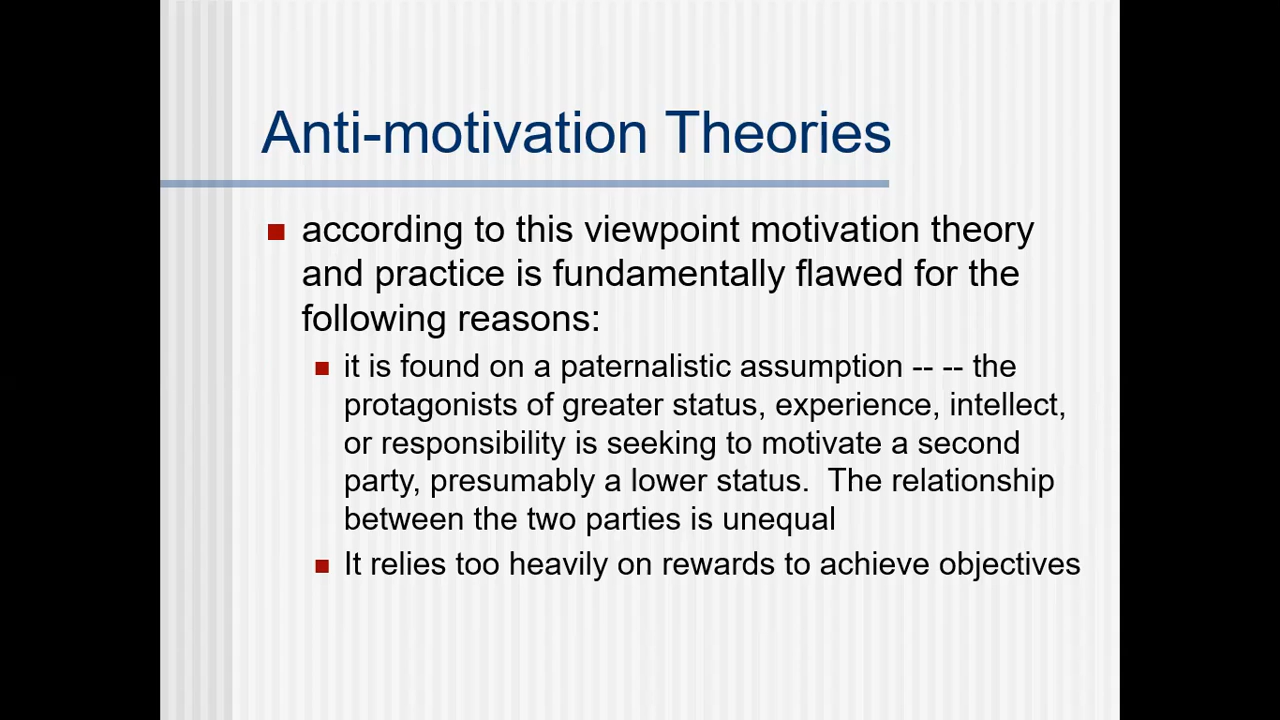 Anti-motivation Theories
according to this viewpoint motivation theory
and practice is fundamentally flawed for the
following reasons:
it is found on a paternalistic assumption -- -- the
protagonists of greater status, experience, intellect,
or responsibility is seeking to motivate a second
party, presumably a lower status.  The relationship
between the two parties is unequal
It relies too heavily on rewards to achieve objectives